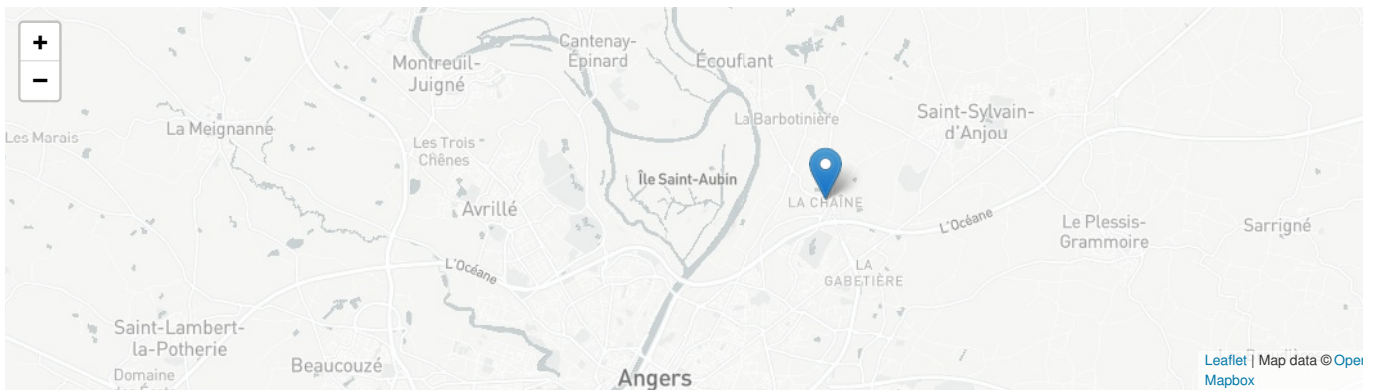 +
−
Cantenay-
Épinard
Écouflant
Montreuil-
Juigné
La Meignanne
Les Marais
Les Trois
Chênes
La Barbotinière
Saint-Sylvain-
d'Anjou
Île Saint-Aubin
Avrillé
LA CHAÎNE
L'Océane
Le Plessis-
Grammoire
Sarrigné
L'Océane
LA
GABETIÈRE
Saint-Lambert-
la-Potherie
Beaucouzé
Domaine
Angers
Leaflet | Map data © Oper
Mapbox